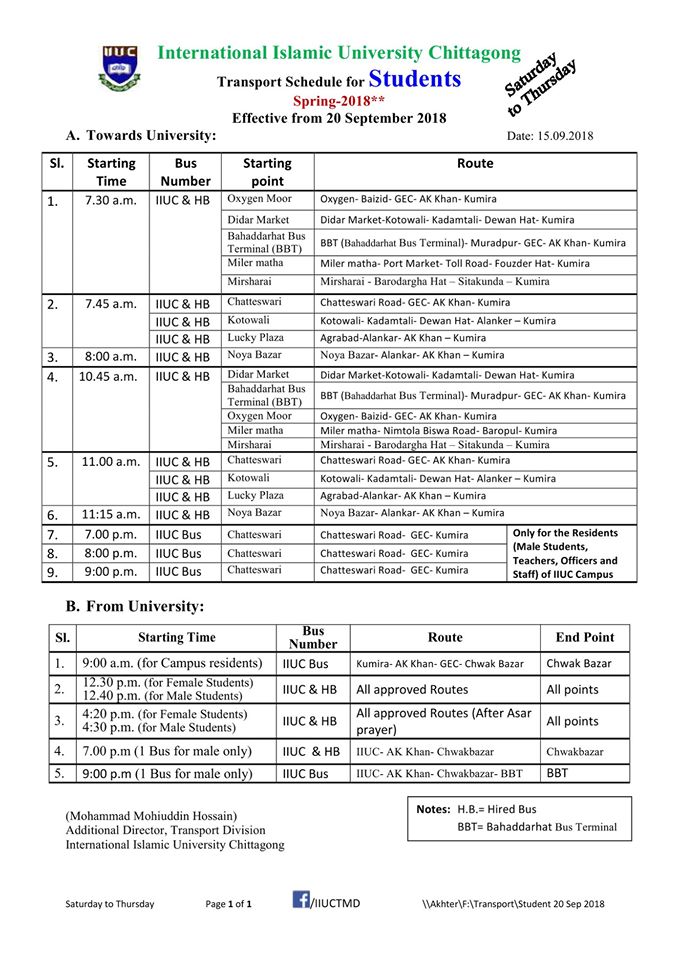 IIUC
International Islamic University Chittagong
Transport Schedule for Students
Spring-2018**
Effective from 20 September 2018
Saturday
to Thursday
A. Towards University:
Date: 15.09.2018
Sl. Starting Time Bus Number Starting point Route
1. 7.30 a.m. IIUC & HB Oxygen Moor Oxygen- Baizid- GEC- AK Khan- Kumira
Didar Market Didar Market-Kotowali- Kadamtali- Dewan Hat- Kumira
Bahaddarhat Bus Terminal (BBT) BBT (Bahaddarhat Bus Terminal)- Muradpur- GEC- AK Khan- Kumira
Miler matha Miler matha- Port Market- Toll Road- Fouzder Hat- Kumira
Mirsharai Mirsharai - Barodargha Hat – Sitakunda – Kumira
2. 7.45 a.m. IIUC & HB Chatteswari Chatteswari Road- GEC- AK Khan- Kumira
IIUC & HB Kotowali Kotowali- Kadamtali- Dewan Hat- Alanker – Kumira
IIUC & HB Lucky Plaza Agrabad-Alankar- AK Khan – Kumira
3. 8:00 a.m. IIUC & HB Noya Bazar Noya Bazar- Alankar- AK Khan – Kumira
4. 10.45 a.m. IIUC & HB Didar Market Didar Market-Kotowali- Kadamtali- Dewan Hat- Kumira
Bahaddarhat Bus Terminal (BBT) BBT (Bahaddarhat Bus Terminal)- Muradpur- GEC- AK Khan- Kumira
Oxygen Moor Oxygen- Baizid- GEC- AK Khan- Kumira
Miler matha Miler matha- Nimtola Biswa Road- Baropul- Kumira
Mirsharai Mirsharai - Barodargha Hat – Sitakunda – Kumira
5. 11.00 a.m. IIUC & HB Chatteswari Chatteswari Road- GEC- AK Khan- Kumira
IIUC & HB Kotowali Kotowali- Kadamtali- Dewan Hat- Alanker – Kumira
IIUC & HB Lucky Plaza Agrabad-Alankar- AK Khan – Kumira
6. 11:15 a.m. IIUC & HB Noya Bazar Noya Bazar- Alankar- AK Khan – Kumira
7. 7.00 p.m. IIUC Bus Chatteswari Chatteswari Road- GEC- Kumira
8. 8:00 p.m. IIUC Bus Chatteswari Chatteswari Road- GEC- Kumira
9. 9:00 p.m. IIUC Bus Chatteswari Chatteswari Road- GEC- Kumira
Only for the Residents
(Male Students,
Teachers, Officers and
Staff) of IIUC Campus
B. From University:
Sl. Starting Time Bus Number Route End Point
1. 9:00 a.m. (for Campus residents) IIUC Bus Kumira- AK Khan- GEC- Chwak Bazar Chwak Bazar
2. 12.30 p.m. (for Female Students)
12.40 p.m. (for Male Students) IIUC & HB All approved Routes All points
3. 4:20 p.m. (for Female Students)
4:30 p.m. (for Male Students) IIUC & HB All approved Routes (After Asar prayer) All points
4. 7.00 p.m (1 Bus for male only) IIUC & HB IIUC- AK Khan- Chwakbazar Chwakbazar
5. 9:00 p.m (1 Bus for male only) IIUC Bus IIUC- AK Khan- Chwakbazar- BBT BBT
(Mohammad Mohiuddin Hossain)
Additional Director, Transport Division
International Islamic University Chittagong
Notes: H.B.= Hired Bus
BBT= Bahaddarhat Bus Terminal
Saturday to Thursday Page 1 of 1 f/IIUCTMD \\Akhter\F:\Transport\Student 20 Sep 2018